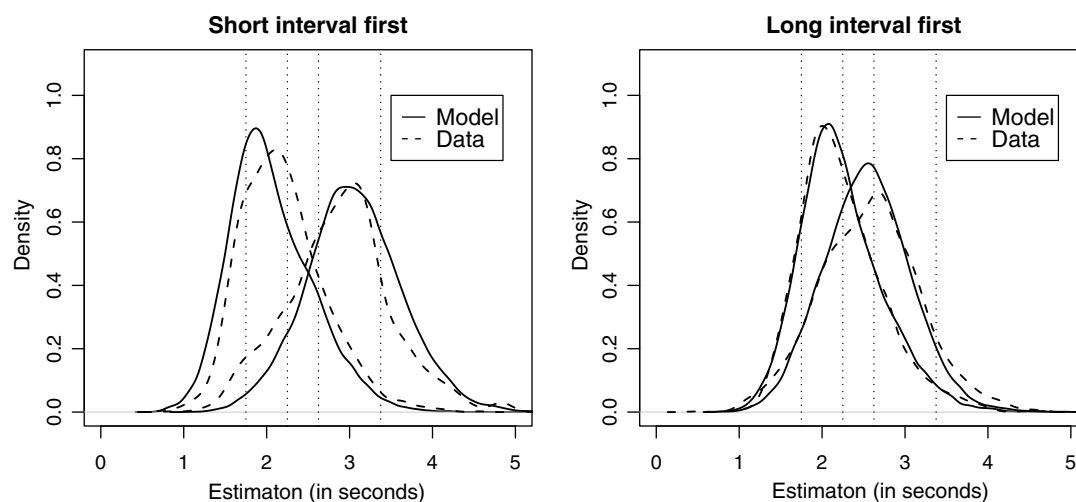 Short interval first
Density
0.0 0.2 0.4 0.6 0.8 1.0
Model
Data
0 1 2 3 4 5
Estimaton (in seconds)
Long interval first
Density
0.0 0.2 0.4 0.6 0.8 1.0
Model
Data
0 1 2 3 4 5
Estimaton (in seconds)